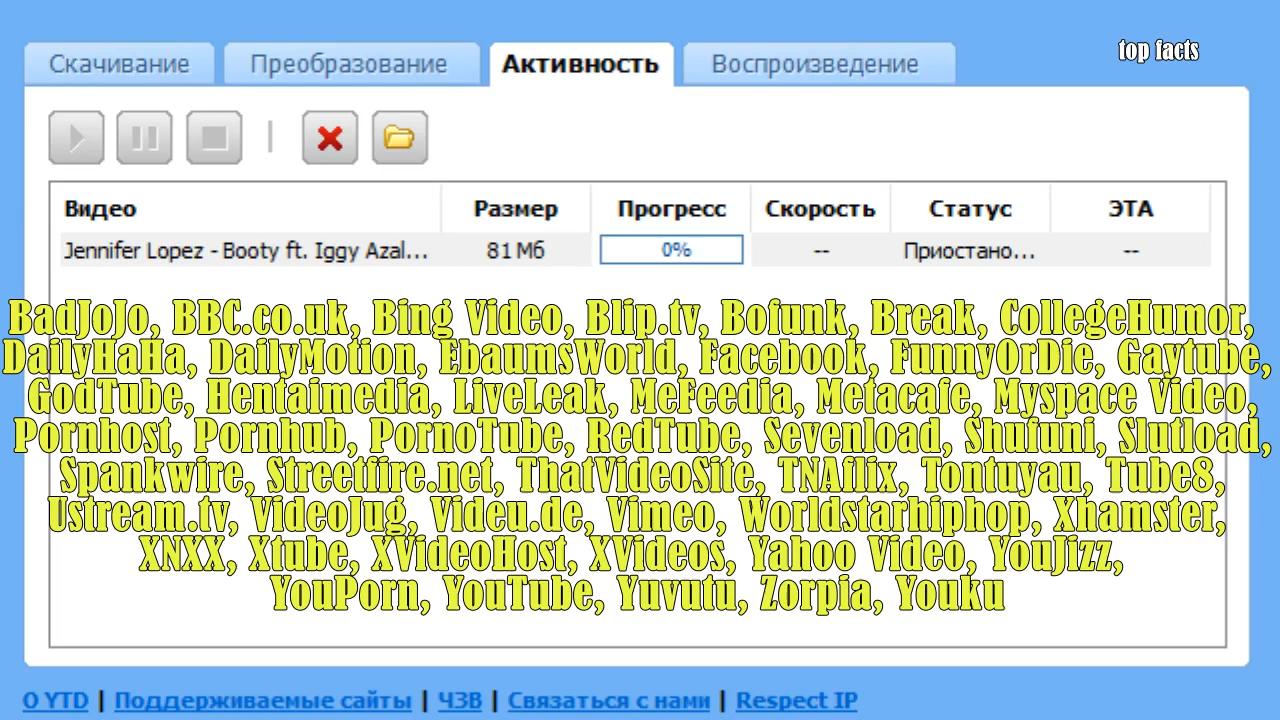 Скачивание Преобразование Активность Воспроизведение top facts
Видео Размер Прогресс Скорость Статус ЭТА
Jennifer Lopez - Booty ft. Iggy Azal... 81 Мб 0% -- Приостано... --
BadJoJo, BBC.co.uk, Bing Video, Blip.tv, Bofunk, Break, CollegeHumor,
DailyHaHa, DailyMotion, EbaumsWorld, Facebook, FunnyOrDie, Gaytube,
GodTube, Hentaimedia, LiveLeak, MeFeedia, Metacafe, Myspace Video,
Pornhost, Pornhub, PornoTube, RedTube, Sevenload, Shufuni, Slutload,
Spankwire, Streetfire.net, ThatVideoSite, TNAflix, Tontuyau, Tube8,
Ustream.tv, VideoJug, Videu.de, Vimeo, Worldstarhiphop, Xhamster,
XNXX, Xtube, XVideoHost, XVideos, Yahoo Video, YouJizz,
YouPorn, YouTube, Yuvutu, Zorpia, Youku
О YTD | Поддерживаемые сайты | ЧЗВ | Связаться с нами | Respect IP